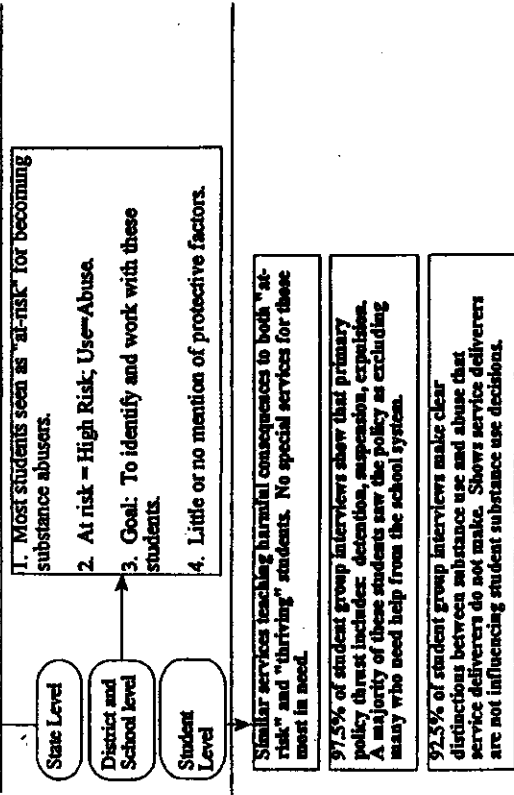 State Level
District and
School level
Student
Level
1. Most students seen as "at-risk" for becoming
substance abusers.
2. At risk = High Risk; Use=Abuse.
3. Goal: To identify and work with these
students.
4. Little or no mention of protective factors.
Similar services teaching harmful consequences to both "at-
risk" and "thriving" students. No special services for those
most in need.
97.5% of student group interviews show that primary
policy thrust includes: detention, suspension, expulsion.
A majority of these students saw the policy as excluding
many who need help from the school system.
92.5% of student group interviews make clear
distinctions between substance use and abuse that
service deliverers do not make. Shows service deliverers
are not influencing student substance use decisions.